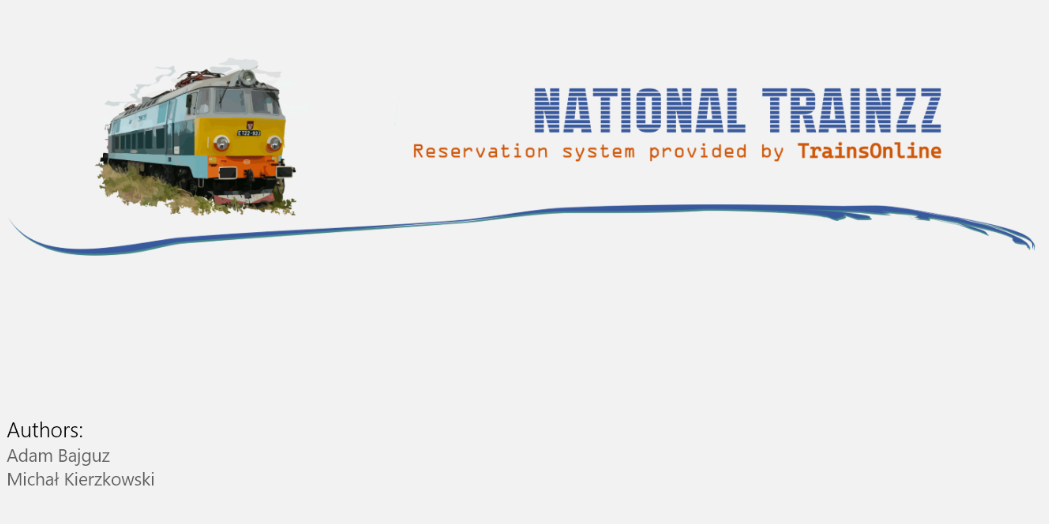 NATIONAL TRAINZZ
Reservation system provided by TrainsOnline
Authors:
Adam Bajguz
Michał Kierzkowski